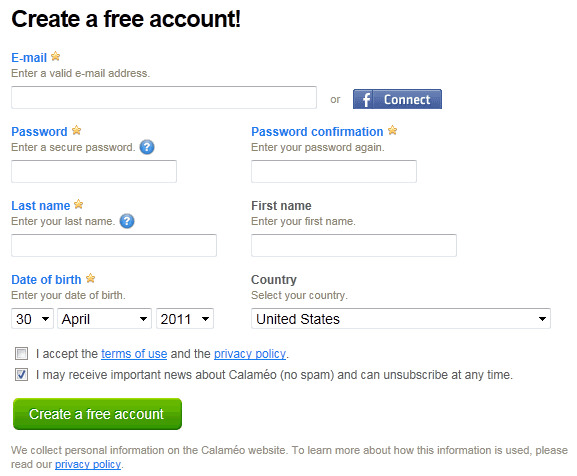 Create a free account!
E-mail
Enter a valid e-mail address.
or f Connect
Password Password confirmation
Enter a secure password. ? Enter your password again.
Last name First name
Enter your last name. ? Enter your first name.
Date of birth Country
Enter your date of birth. Select your country.
30 April 2011 United States
I accept the terms of use and the privacy policy.
I may receive important news about Calaméo (no spam) and can unsubscribe at any time.
Create a free account
We collect personal information on the Calaméo website. To learn more about how this information is used, please
read our privacy policy.